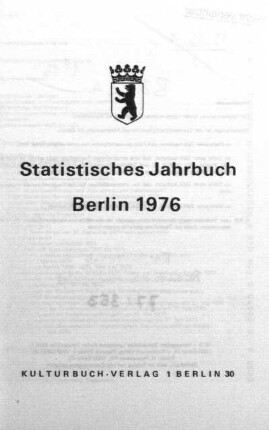 Statistisches Jahrbuch
Berlin 1976
KULTURBUCH-VERLAG 1 BERLIN 30